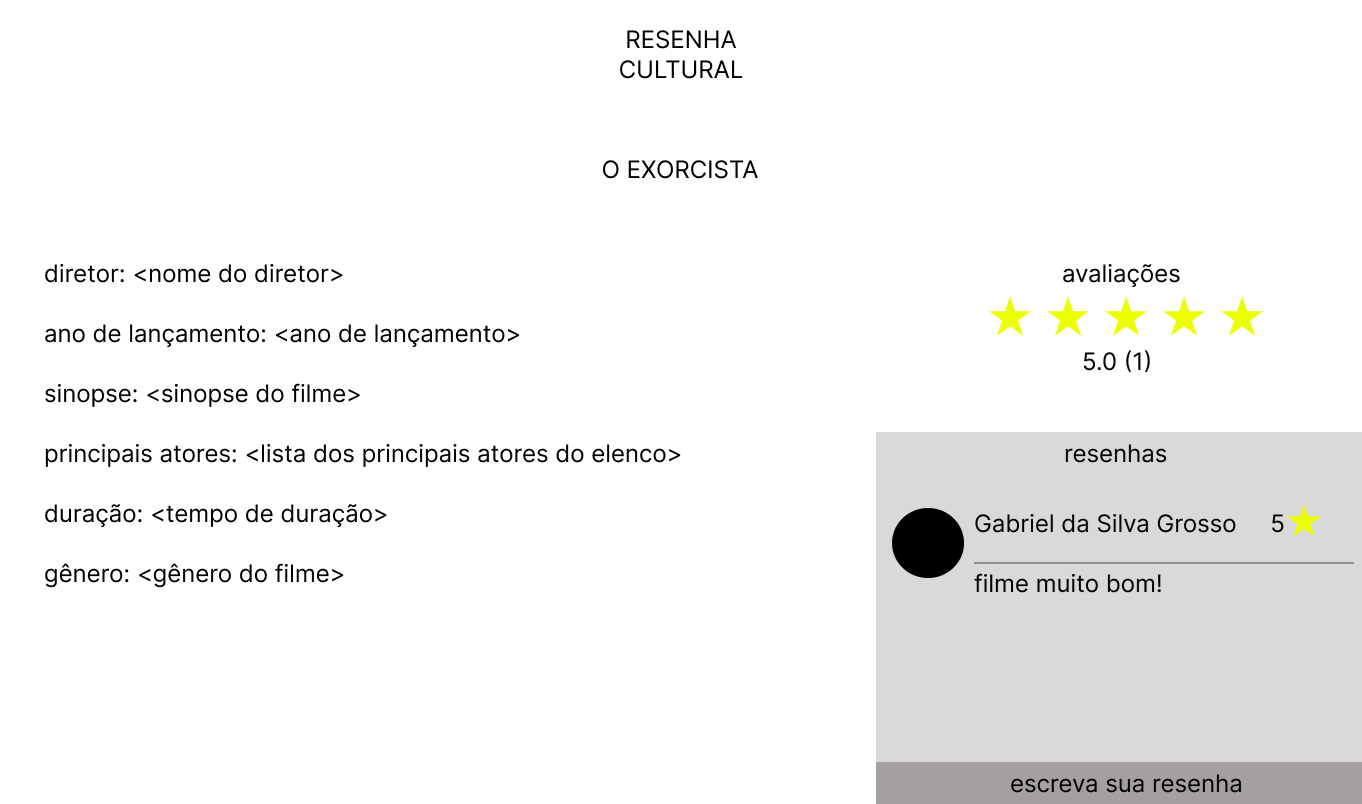 RESENHA
CULTURAL
O EXORCISTA
diretor: <nome do diretor>
ano de lançamento: <ano de lançamento>
sinopse: <sinopse do filme>
principais atores: <lista dos principais atores do elenco>
duração: <tempo de duração>
gênero: <gênero do filme>
avaliações
5.0 (1)
resenhas
Gabriel da Silva Grosso 5
filme muito bom!
escreva sua resenha